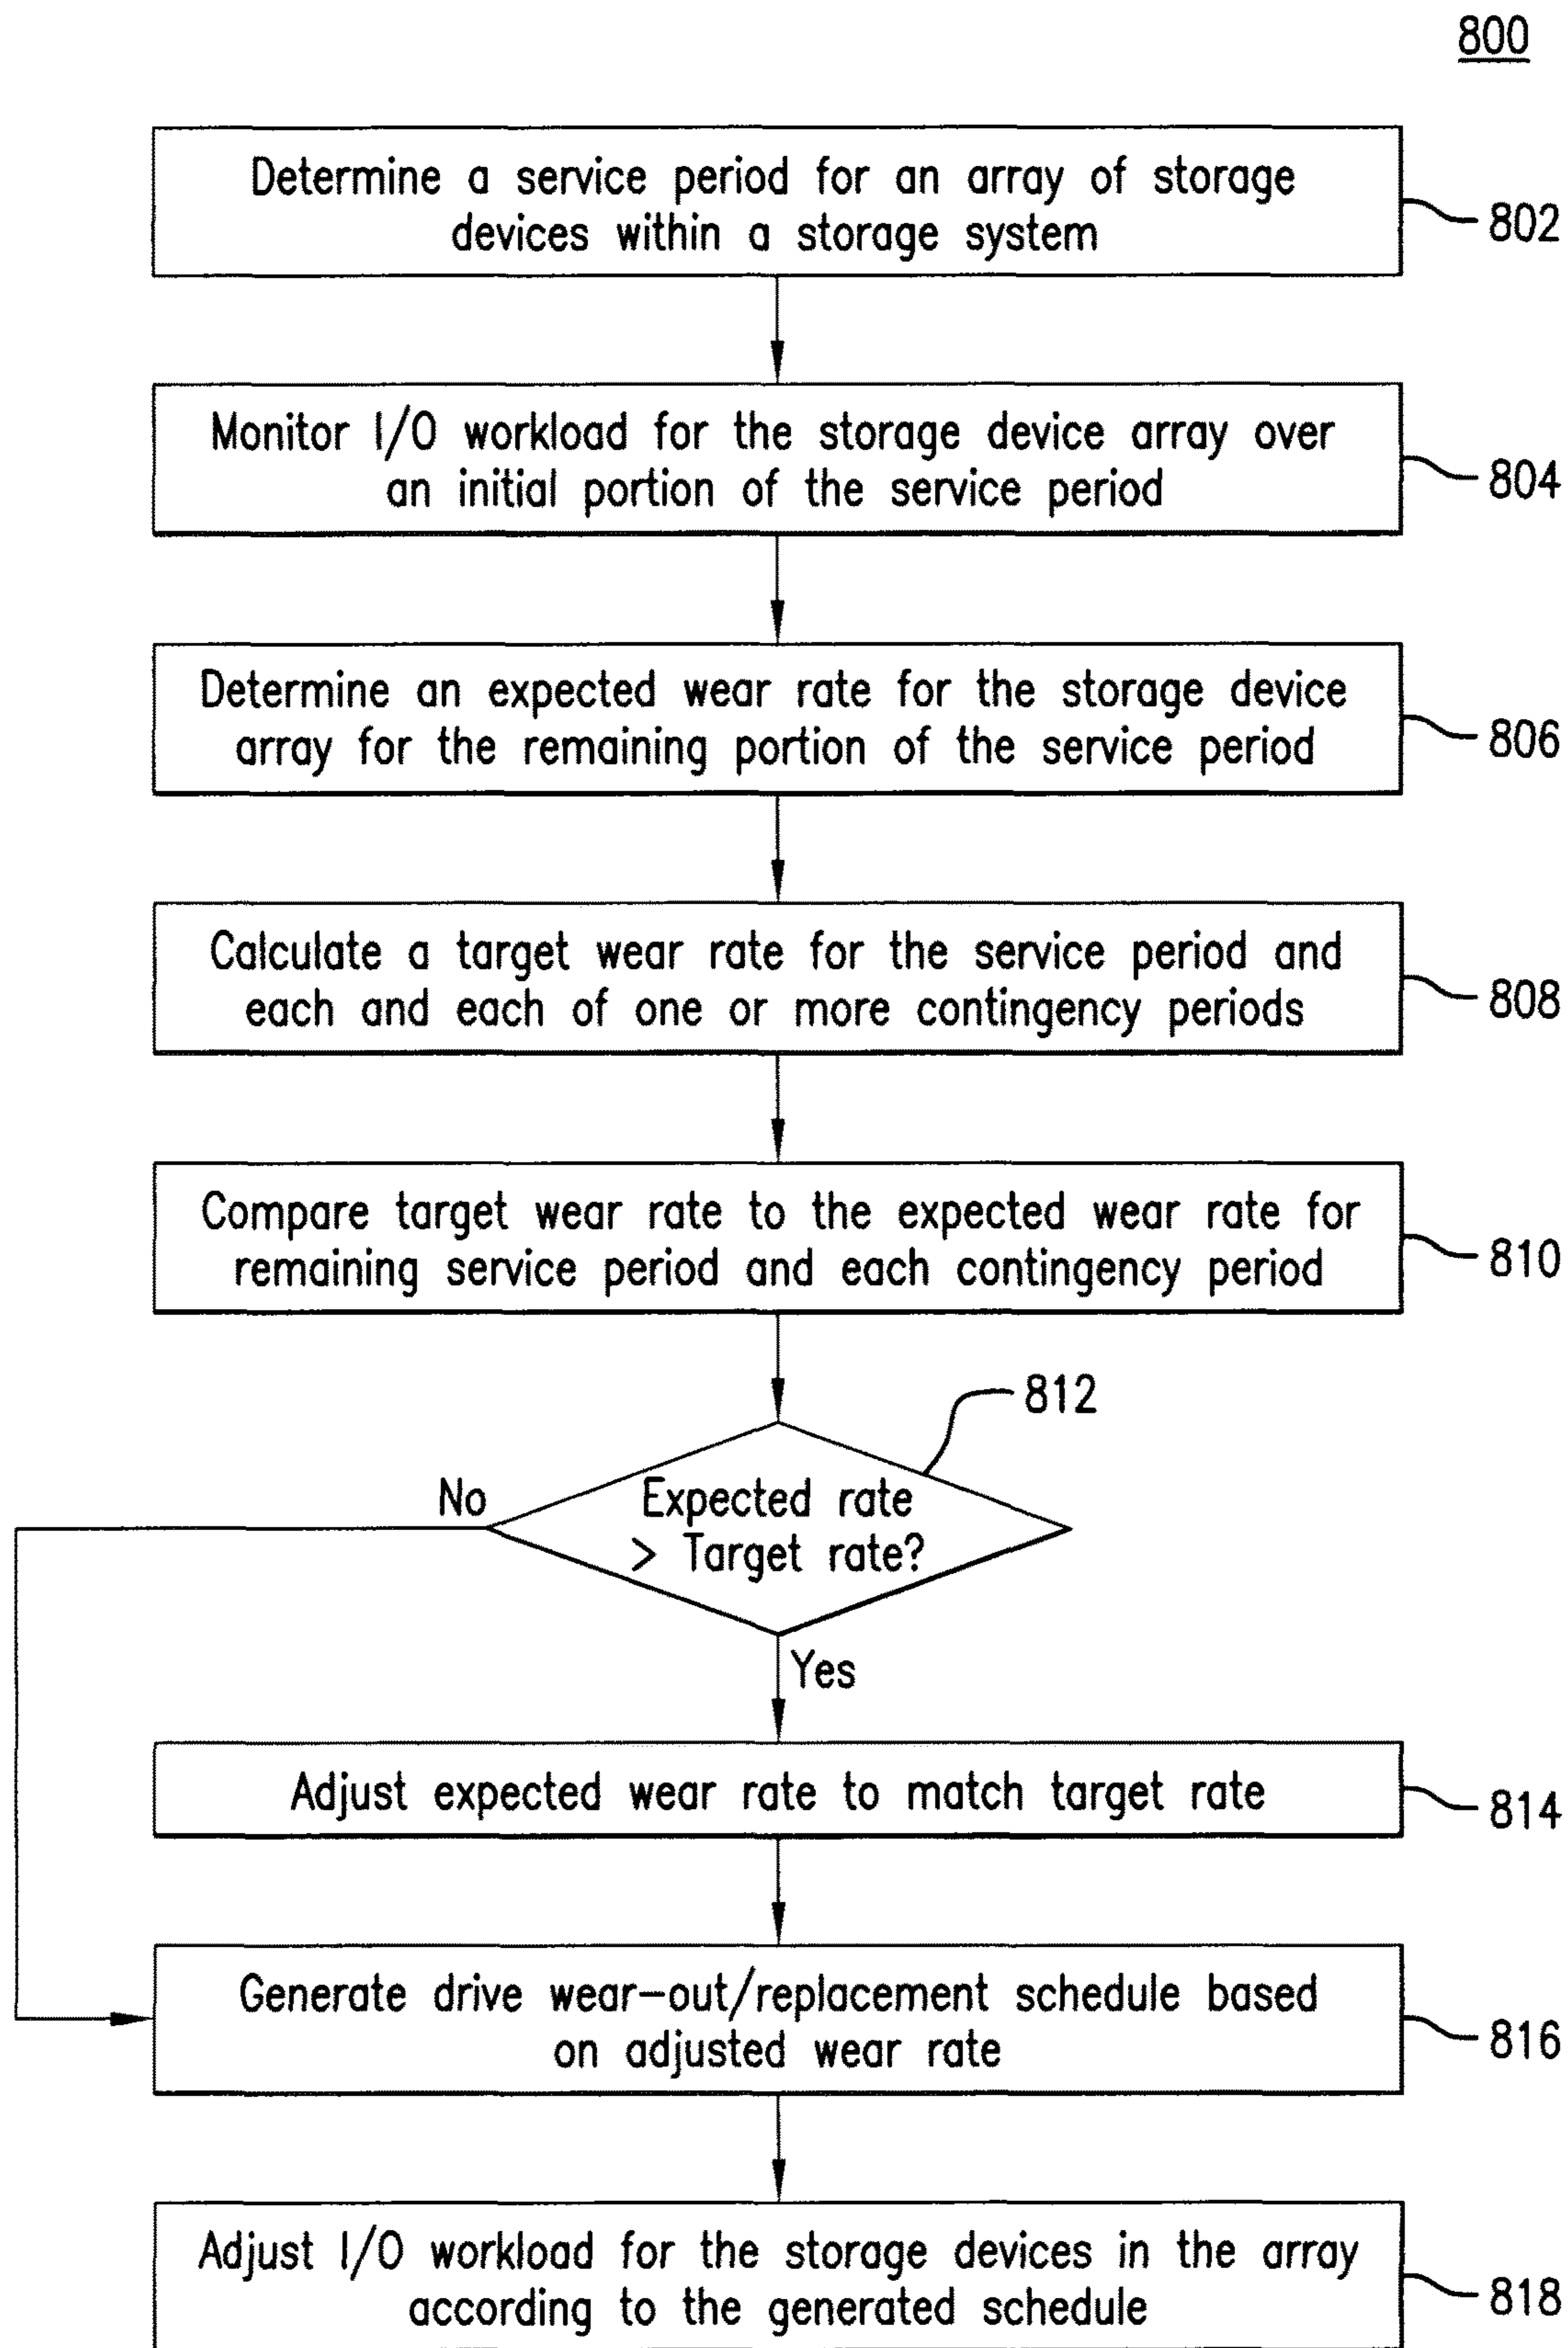 800
Determine a service period for an array of storage
devices within a storage system
802
Monitor I/O workload for the storage device array over
an initial portion of the service period
804
Determine an expected wear rate for the storage device
array for the remaining portion of the service period
806
Calculate a target wear rate for the service period and
each and each of one or more contingency periods
808
Compare target wear rate to the expected wear rate for
remaining service period and each contingency period
810
812
No
Expected rate
> Target rate?
Yes
Adjust expected wear rate to match target rate
814
Generate drive wear-out/replacement schedule based
on adjusted wear rate
816
Adjust I/O workload for the storage devices in the array
according to the generated schedule
818